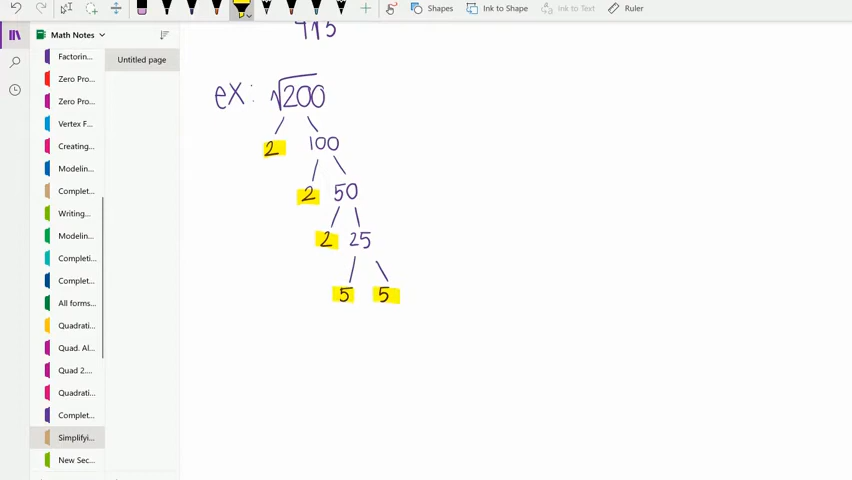 Shapes Ink to Shape Ink to Text Ruler
Math Notes
Untitled page
Factorin...
Zero Pro...
Zero Pro...
Vertex F...
Creating...
Modelin...
Complet...
Writing...
Modelin...
Completi...
Complet...
All forms...
Quadrati...
Quad. Al...
Quad 2....
Quadrati...
Complet...
Simplifyi...
New Sec...
ex: √200
2 100
2 50
2 25
5 5